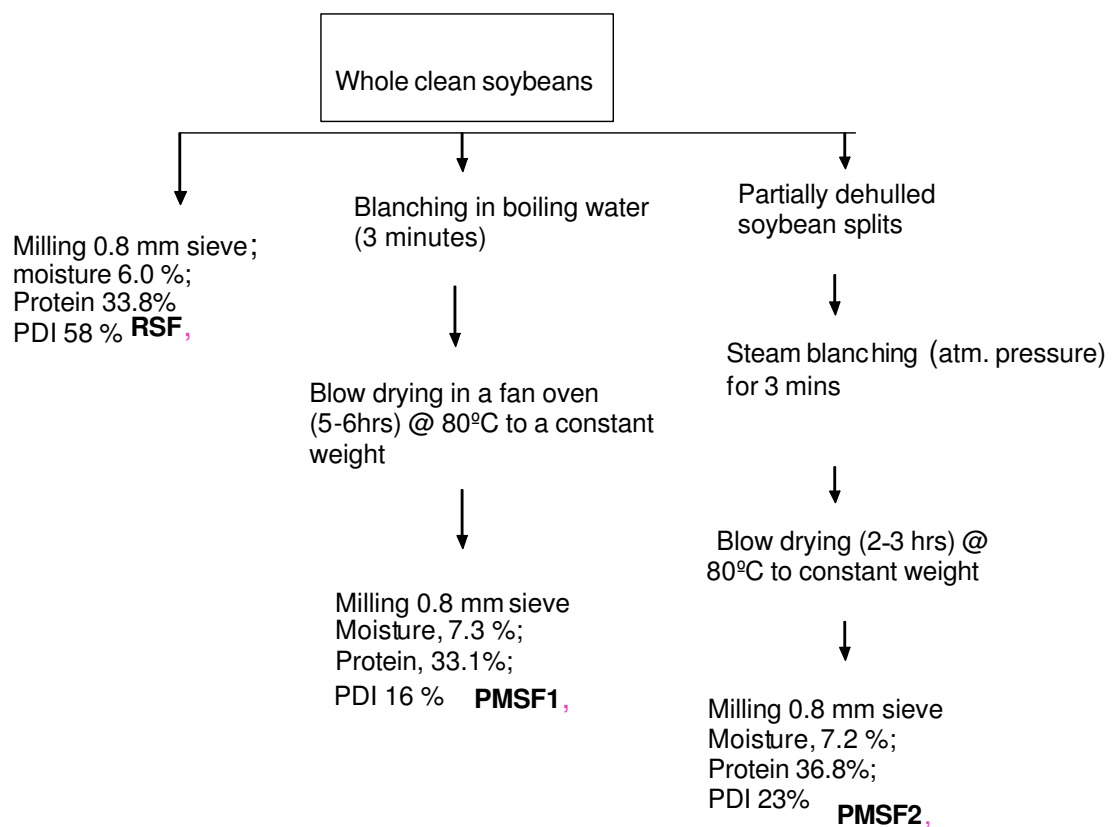 Whole clean soybeans
Milling 0.8 mm sieve;
moisture 6.0 %;
Protein 33.8%
PDI 58 % RSF,
Blanching in boiling water
(3 minutes)
Blow drying in a fan oven
(5-6hrs) @ 80ºC to a constant
weight
Milling 0.8 mm sieve
Moisture, 7.3 %;
Protein, 33.1%;
PDI 16 % PMSF1,
Partially dehulled
soybean splits
Steam blanching (atm. pressure)
for 3 mins
Blow drying (2-3 hrs) @
80ºC to constant weight
Milling 0.8 mm sieve
Moisture, 7.2 %;
Protein 36.8%;
PDI 23% PMSF2,